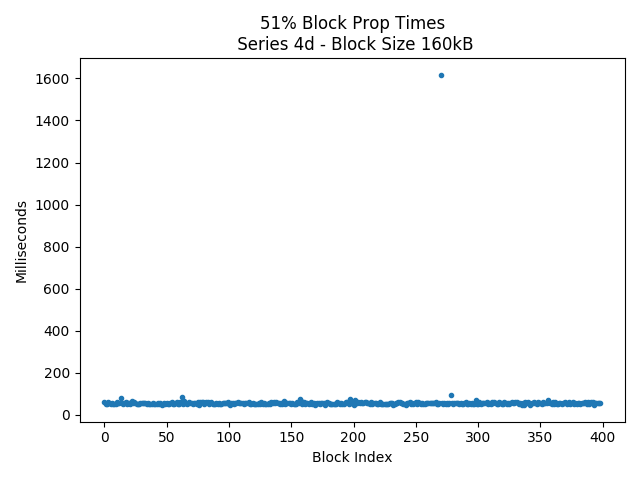 51% Block Prop Times
Series 4d - Block Size 160kB
1600
1400
1200
1000
800
600
400
200
0
Milliseconds
0 50 100 150 200 250 300 350 400
Block Index